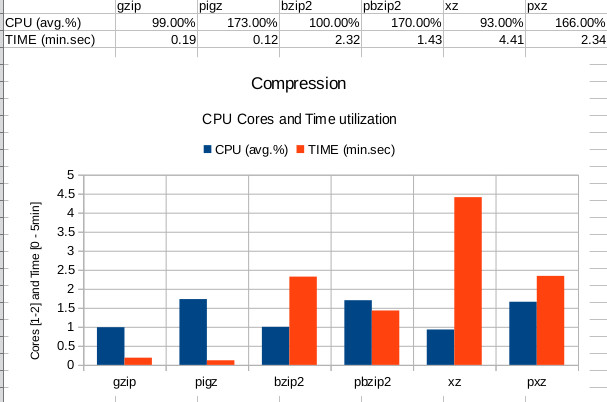 gzip pigz bzip2 pbzip2 xz pxz
CPU (avg.%) 99.00% 173.00% 100.00% 170.00% 93.00% 166.00%
TIME (min.sec) 0.19 0.12 2.32 1.43 4.41 2.34
Compression
CPU Cores and Time utilization
CPU (avg.%) TIME (min.sec)
Cores [1-2] and Time [0 - 5min]
5
4.5
4
3.5
3
2.5
2
1.5
1
0.5
0
gzip pigz bzip2 pbzip2 xz pxz